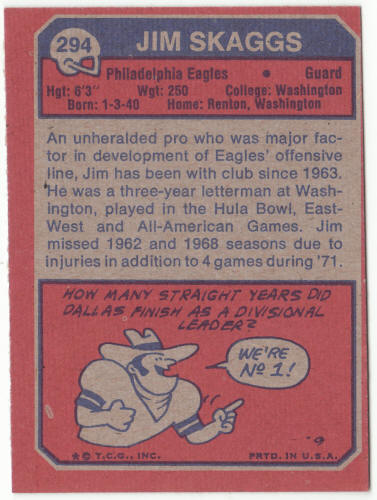 294
JIM SKAGGS
Philadelphia Eagles • Guard
Hgt: 6'3" Wgt: 250 College: Washington
Born: 1-3-40 Home: Renton, Washington
An unheralded pro who was major fac-
tor in development of Eagles' offensive
line, Jim has been with club since 1963.
He was a three-year letterman at Wash-
ington, played in the Hula Bowl, East-
West and All-American Games. Jim
missed 1962 and 1968 seasons due to
injuries in addition to 4 games during '71.
HOW MANY STRAIGHT YEARS DID
DALLAS FINISH AS A DIVISIONAL
LEADER?
WE'RE
Nº 1!
* © T.C.G., INC. PRTD. IN U.S.A.